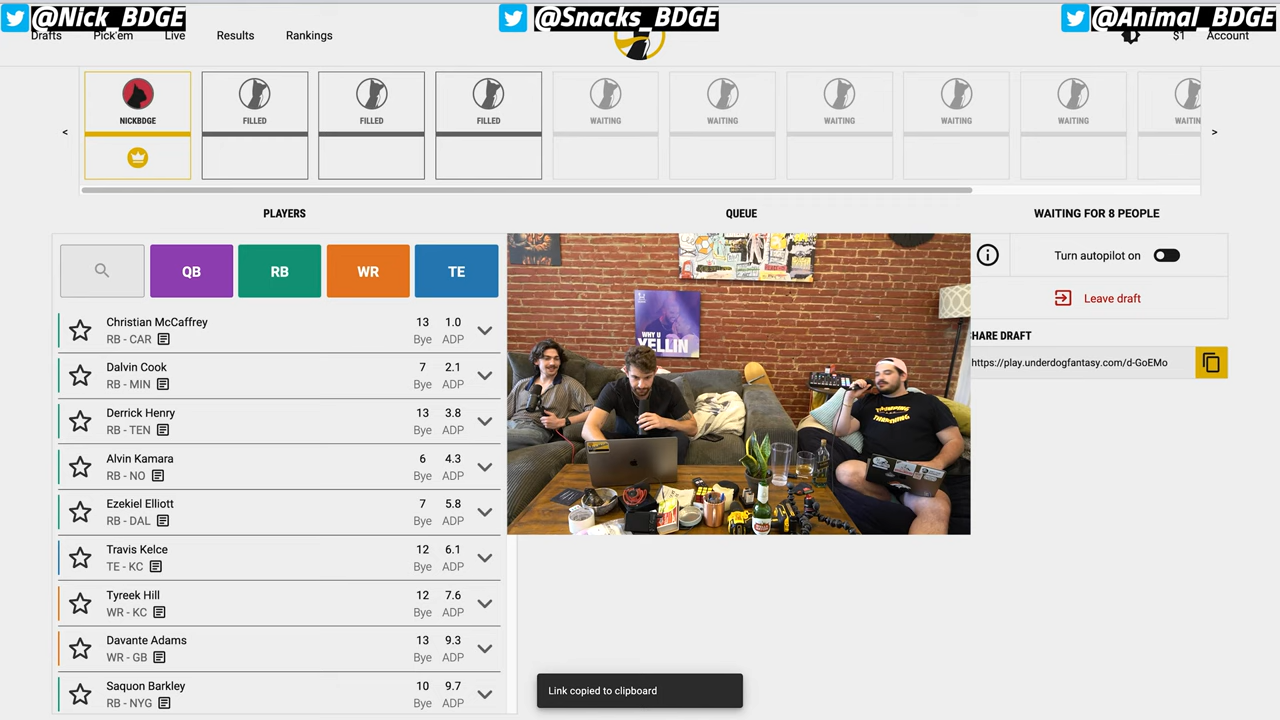 @Nick_BDGE
@Snacks_BDGE
@Animal_BDGE
Drafts
Pick'em
Live
Results
Rankings
$1
Account
NICKBDGE
FILLED
FILLED
FILLED
WAITING
WAITING
WAITING
WAITING
WAITING
WAITIN
<
>
PLAYERS
QUEUE
WAITING FOR 8 PEOPLE
QB
RB
WR
TE
Turn autopilot on
Leave draft
HARE DRAFT
https://play.underdogfantasy.com/d-GoEMo
Christian McCaffrey 13 1.0
RB - CAR Bye ADP
Dalvin Cook 7 2.1
RB - MIN Bye ADP
Derrick Henry 13 3.8
RB - TEN Bye ADP
Alvin Kamara 6 4.3
RB - NO Bye ADP
Ezekiel Elliott 7 5.8
RB - DAL Bye ADP
Travis Kelce 12 6.1
TE - KC Bye ADP
Tyreek Hill 12 7.6
WR - KC Bye ADP
Davante Adams 13 9.3
WR - GB Bye ADP
Saquon Barkley 10 9.7
RB - NYG Bye ADP
WHY U
YELLIN
Link copied to clipboard